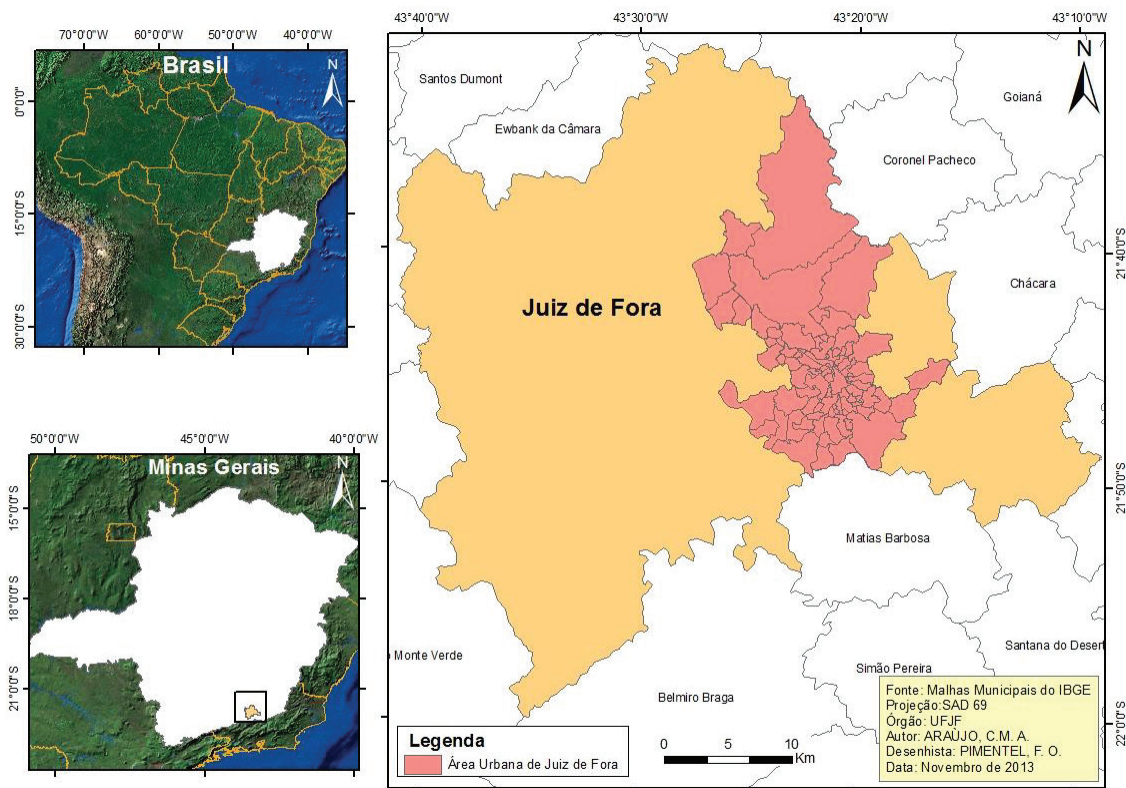 70°0'0"W 60°0'0"W 50°0'0"W 40°0'0"W
Brasil
N
0°0'0"
15°0'0"S
30°0'0"S
50°0'0"W 45°0'0"W 40°0'0"W
Minas Gerais
N
15°0'0"S
18°0'0"S
21°0'0"S
43°40'0"W 43°30'0"W 43°20'0"W 43°10'0"W
N
Santos Dumont
Goianá
Ewbank da Câmara
Coronel Pacheco
21°40'0"S
Chácara
Juiz de Fora
21°50'0"S
Matias Barbosa
Santana do Desert
o Monte Verde
Simão Pereira
Belmiro Braga
22°0'0"S
Legenda
Área Urbana de Juiz de Fora
0 5 10
Km
Fonte: Malhas Municipais do IBGE
Projeção:SAD 69
Órgão: UFJF
Autor: ARAÚJO, C.M. A.
Desenhista: PIMENTEL, F. O.
Data: Novembro de 2013